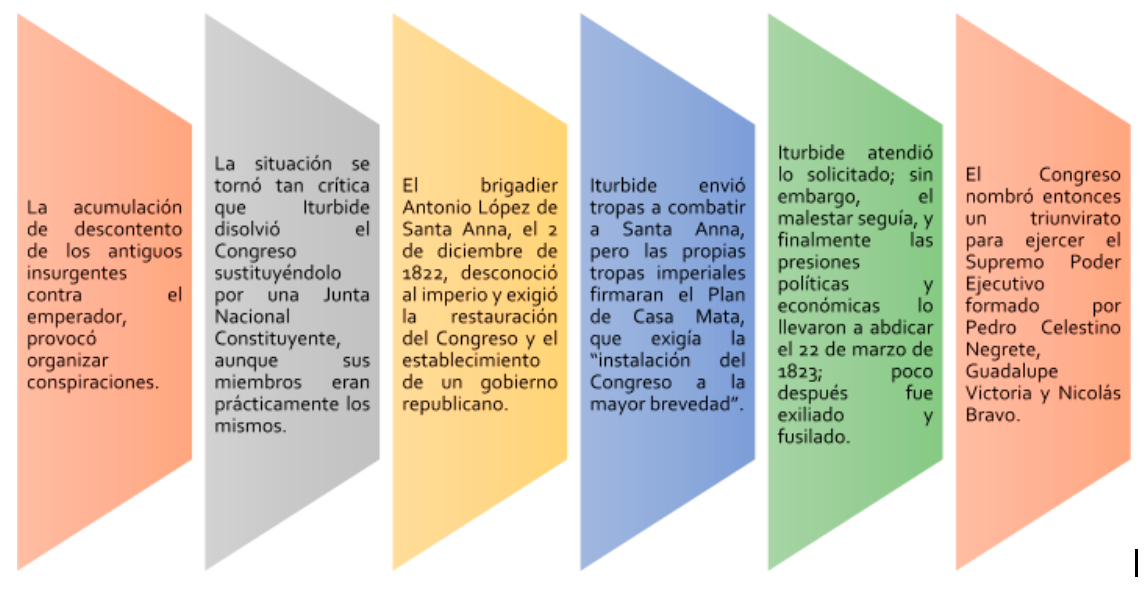 La acumulación
de descontento
de los antiguos
insurgentes
contra el
emperador,
provocó
organizar
conspiraciones.
La situación se
tornó tan crítica
que Iturbide
disolvió el
Congreso
sustituyéndolo
por una Junta
Nacional
Constituyente,
aunque sus
miembros eran
prácticamente los
mismos.
El brigadier
Antonio López de
Santa Anna, el 2
de diciembre de
1822, desconoció
al imperio y exigió
la restauración
del Congreso y el
establecimiento
de un gobierno
republicano.
Iturbide envió
tropas a combatir
a Santa Anna,
pero las propias
tropas imperiales
firmaran el Plan
de Casa Mata,
que exigía la
“instalación del
Congreso a la
mayor brevedad”.
Iturbide atendió
lo solicitado; sin
embargo, el
malestar seguía, y
finalmente las
presiones
políticas y
económicas lo
llevaron a abdicar
el 22 de marzo de
1823; poco
después fue
exiliado y
fusilado.
El Congreso
nombró entonces
un triunvirato
para ejercer el
Supremo Poder
Ejecutivo
formado por
Pedro Celestino
Negrete,
Guadalupe
Victoria y Nicolás
Bravo.